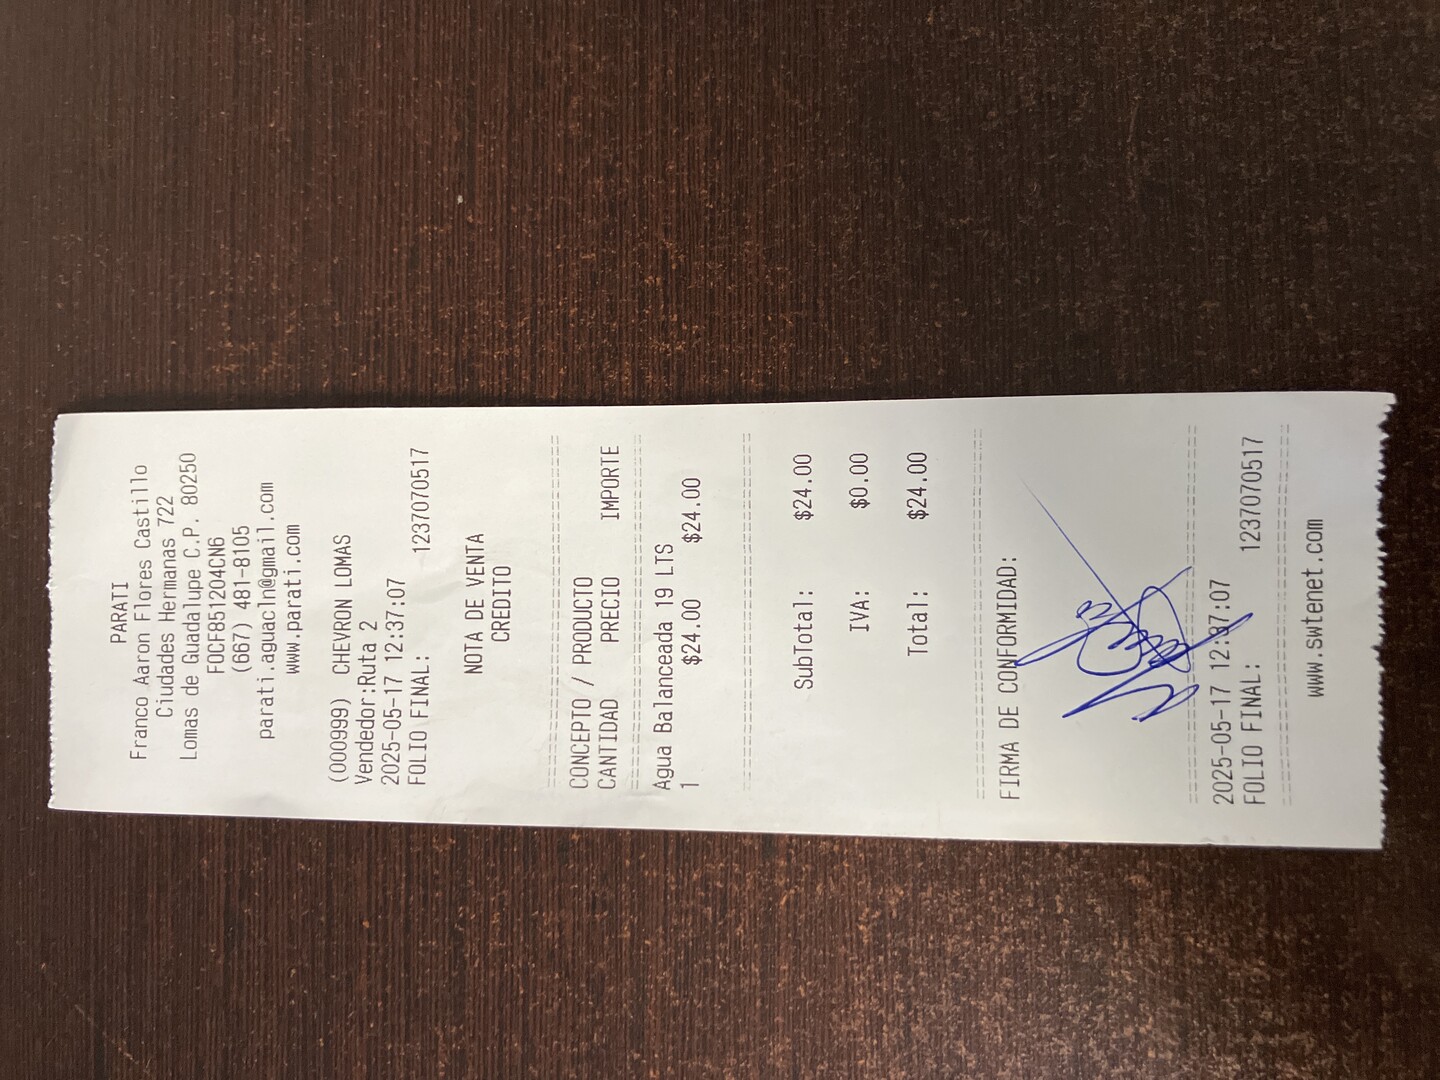 PARATI
Franco Aaron Flores Castillo
Ciudades Hermanas 722
Lomas de Guadalupe C.P. 80250
FOCF851204CN6
(667) 481-8105
parati.aguacln@gmail.com
www.parati.com
(000999) CHEVRON LOMAS
Vendedor:Ruta 2
2025-05-17 12:37:07
FOLIO FINAL: 1237070517
NOTA DE VENTA
CREDITO
CONCEPTO / PRODUCTO
CANTIDAD PRECIO IMPORTE
Agua Balanceada 19 LTS
1 $24.00 $24.00
SubTotal: $24.00
IVA: $0.00
Total: $24.00
FIRMA DE CONFORMIDAD:
2025-05-17 12:37:07
FOLIO FINAL: 1237070517
www.swtenet.com